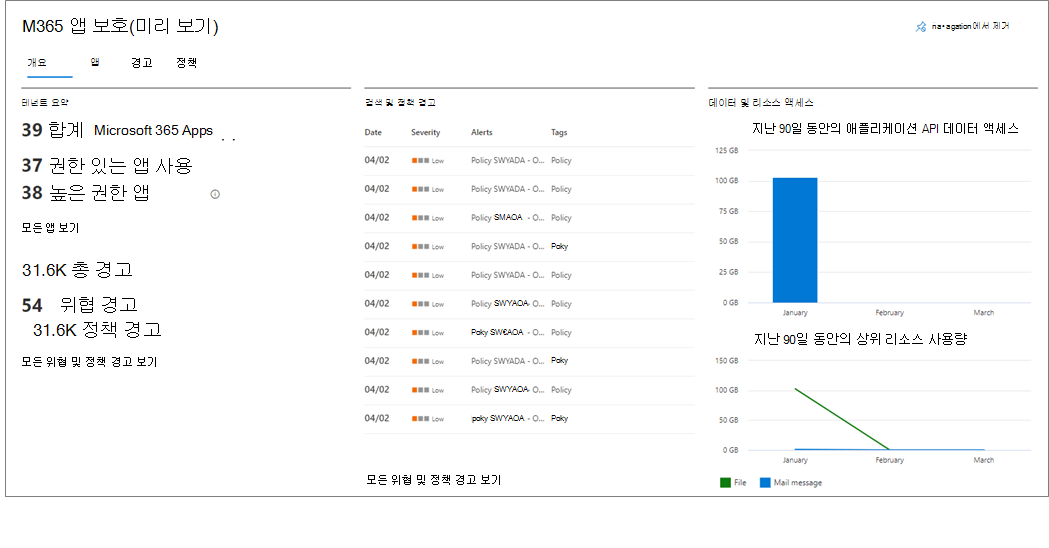 M365 앱 보호(미리 보기)
na+agation에서 제거
개요 앱 경고 정책
테넌트 요약
39 합계 Microsoft 365 Apps
37 권한 있는 앱 사용
38 높은 권한 앱
모든 앱 보기
31.6K 총 경고
54 위협 경고
31.6K 정책 경고
모든 위협 및 정책 경고 보기
검색 및 정책 경고
Date Severity Alerts Tags
04/02 Low Policy SWYADA - O... Policy
04/02 Low Policy SWYADA - O... Policy
04/02 Low Policy SMAOA - O... Policy
04/02 Low Policy SWYADA - O... Poky
04/02 Low Policy SWYADA - O... Policy
04/02 Low Policy SWYAOA- O... Policy
04/02 Low Poky SW€AOA - O... Policy
04/02 Low Policy SWYADA - O... Poky
04/02 Low Policy SWYAOA- O... Policy
04/02 Low poky SWYAOA - O... Poky
모든 위협 및 정책 경고 보기
데이터 및 리소스 액세스
지난 90일 동안의 애플리케이션 API 데이터 액세스
125 GB
100 GB
75 GB
50 GB
25 GB
0 GB
January February March
지난 90일 동안의 상위 리소스 사용량
150 GB
100 GB
50 GB
0 GB
January February March
File Mail message